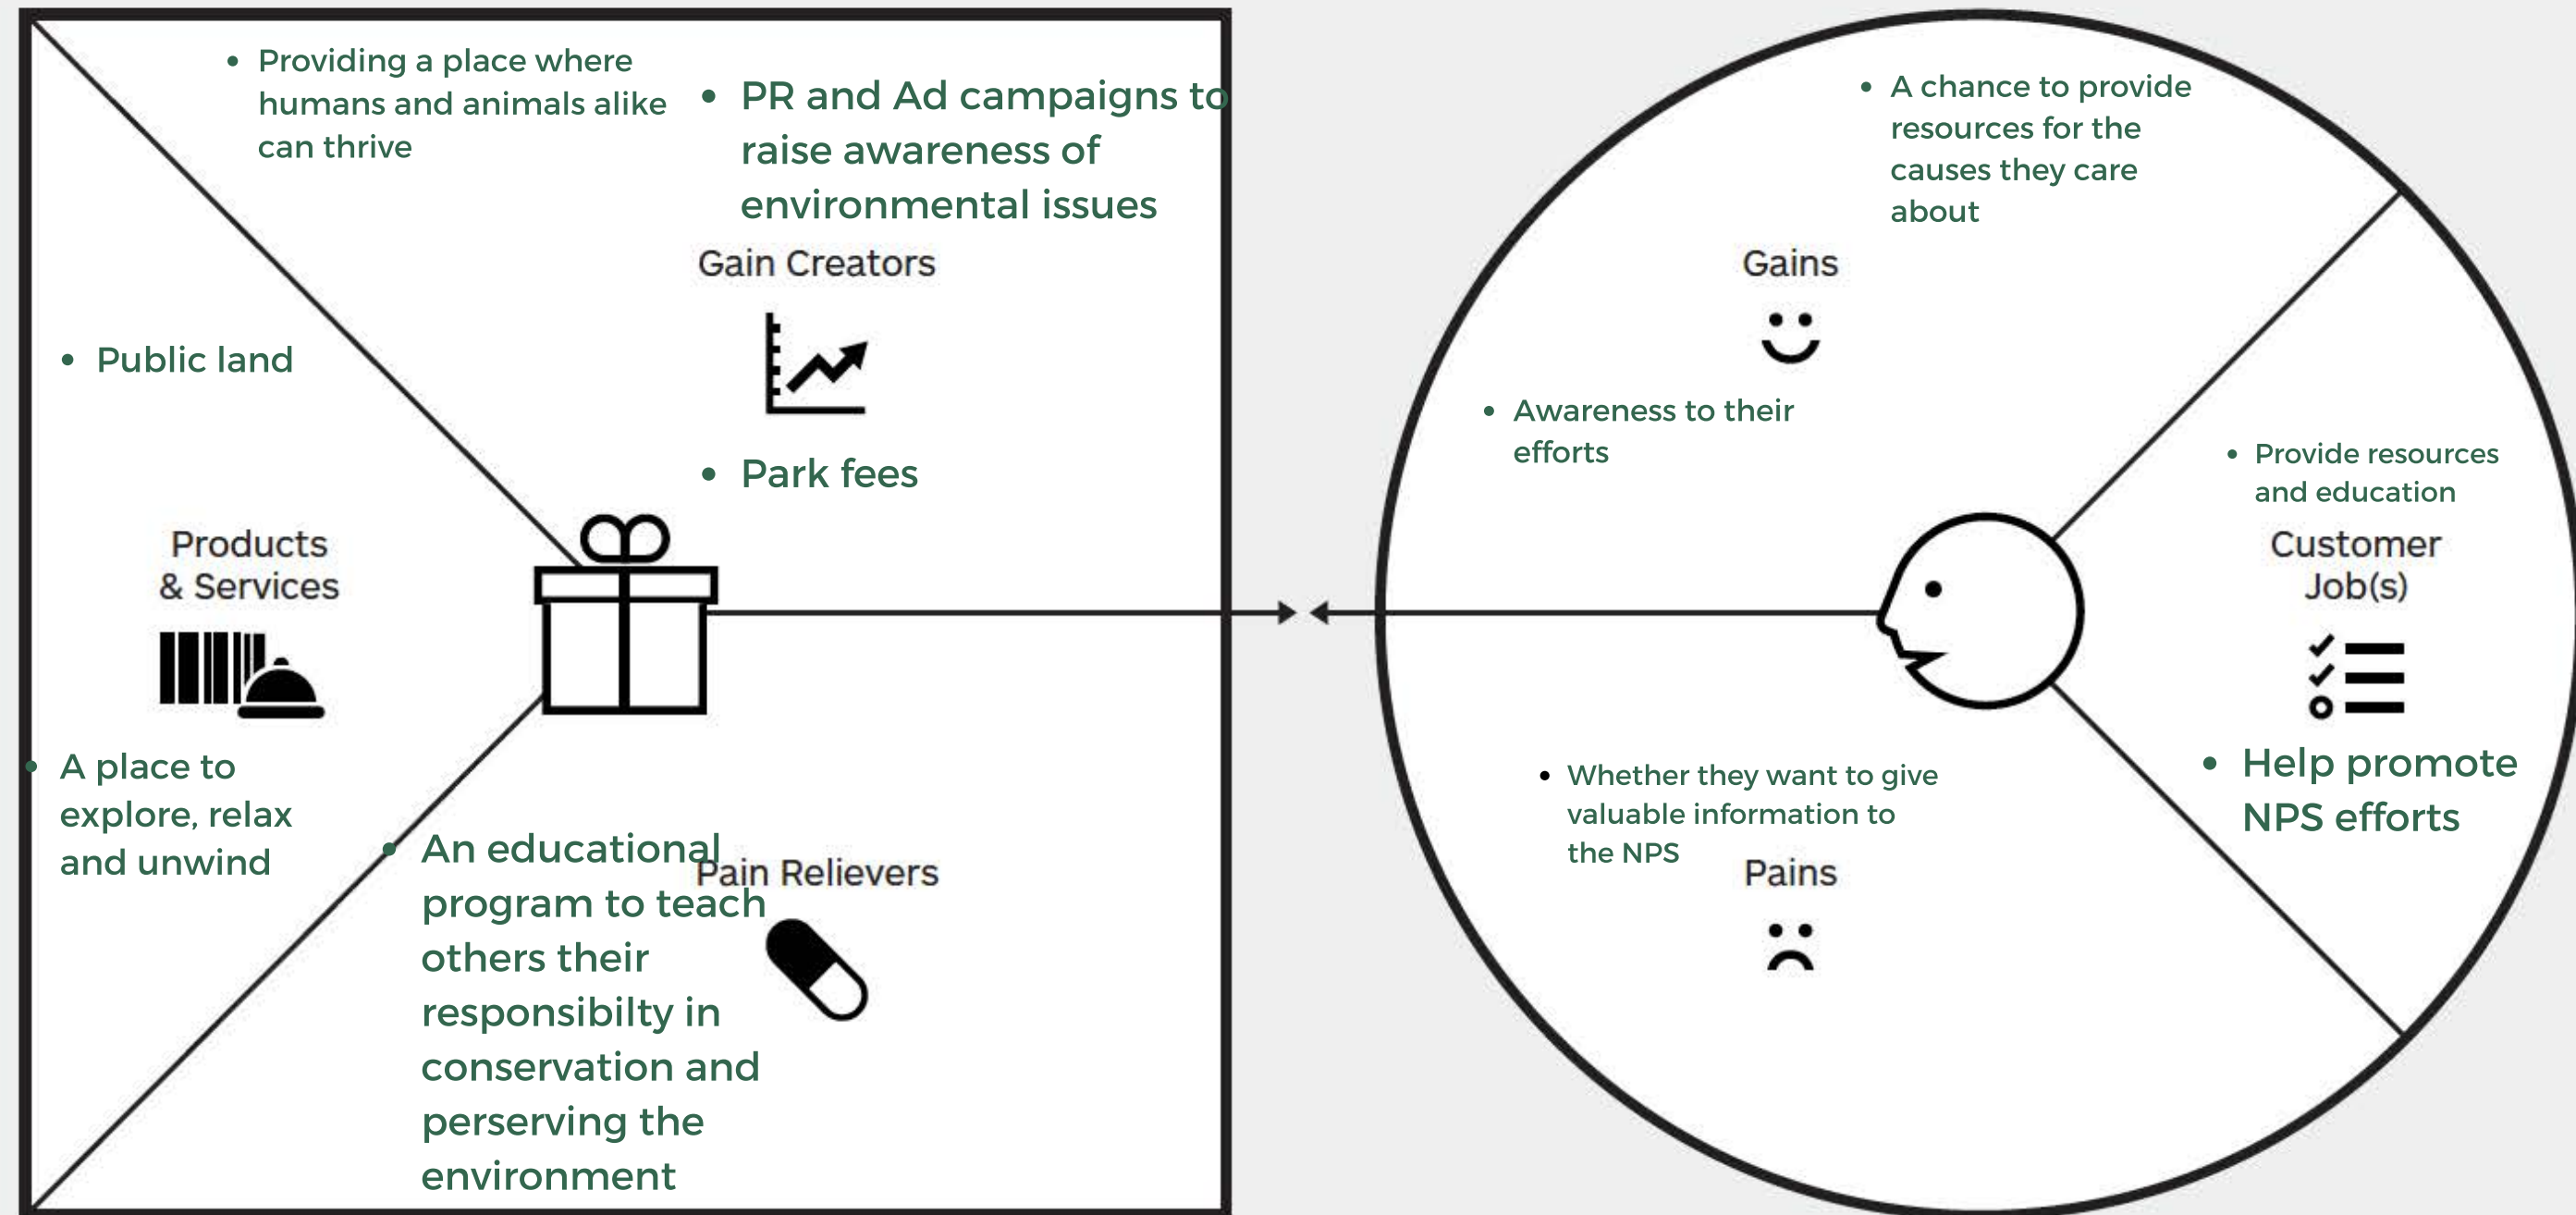 • Providing a place where
humans and animals alike
can thrive
• PR and Ad campaigns to
raise awareness of
environmental issues
Gain Creators
• Park fees
• Public land
Products
& Services
• A place to
explore, relax
and unwind
• An educational
program to teach
others their
responsibilty in
conservation and
perserving the
environment
Pain Relievers
• A chance to provide
resources for the
causes they care
about
Gains
• Awareness to their
efforts
• Provide resources
and education
Customer
Job(s)
• Help promote
NPS efforts
• Whether they want to give
valuable information to
the NPS
Pains